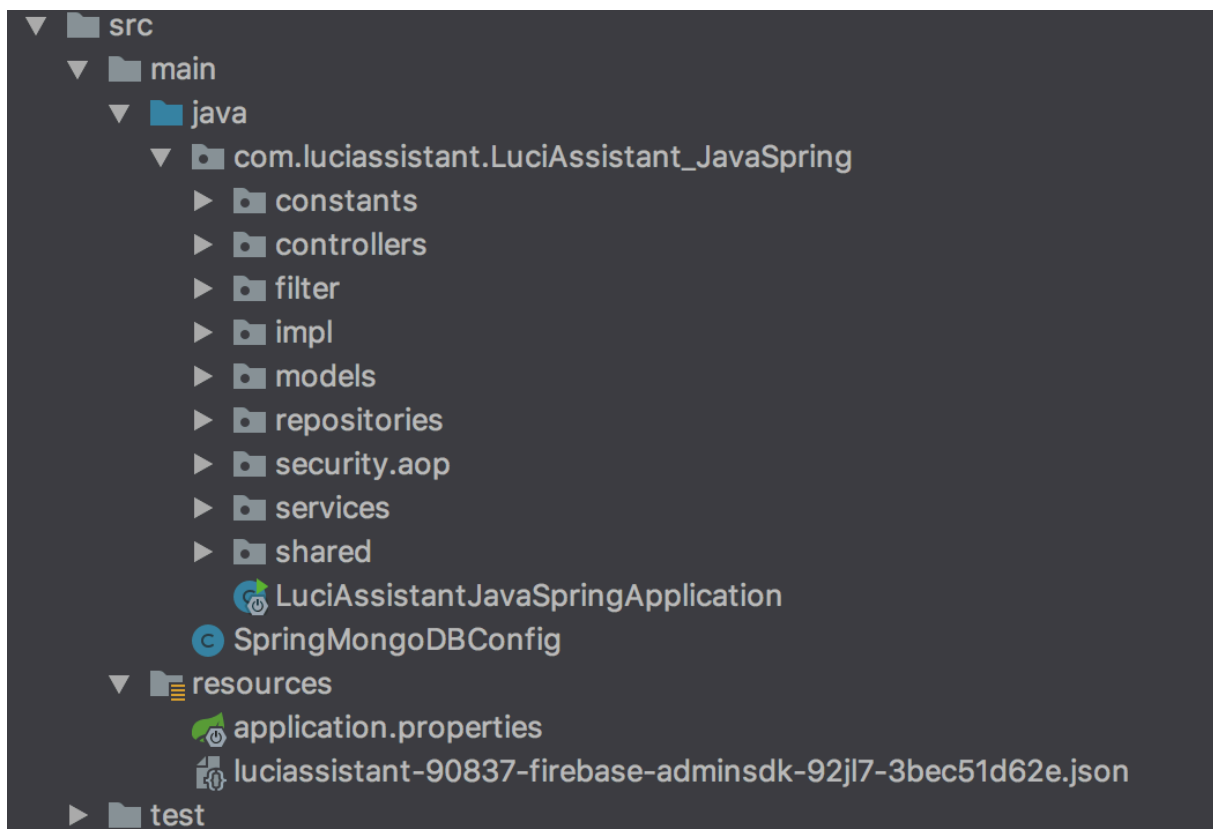 src
main
java
com.luciassistant.LuciAssistant_JavaSpring
constants
controllers
filter
impl
models
repositories
security.aop
services
shared
LuciAssistantJavaSpringApplication
SpringMongoDBConfig
resources
application.properties
luciassistant-90837-firebase-adminsdk-92jl7-3bec51d62e.json
test